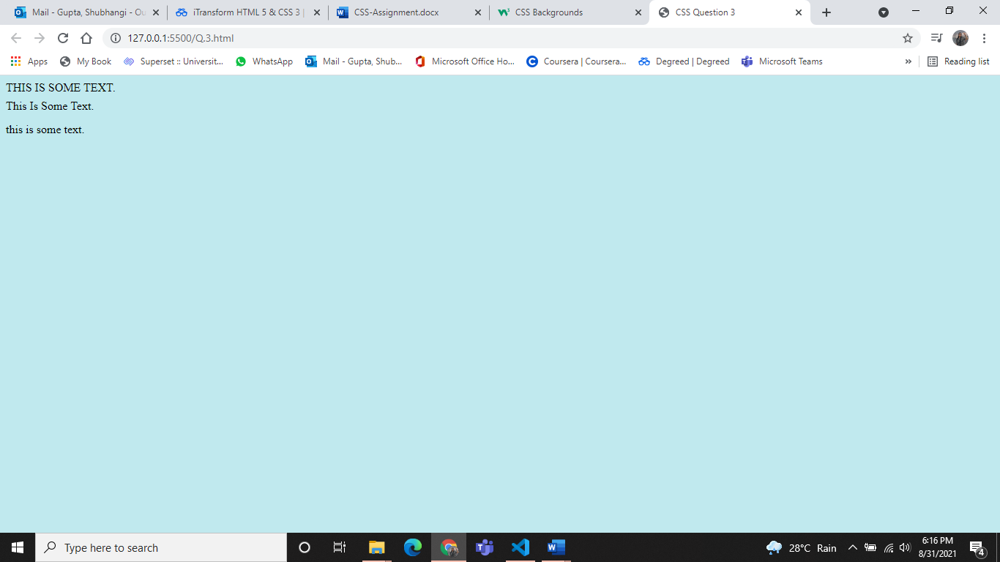 Mail - Gupta, Shubhangi - Ou
iTransform HTML 5 & CSS 3 |
CSS-Assignment.docx
CSS Backgrounds
CSS Question 3
127.0.0.1:5500/Q.3.html
Apps
My Book
Superset :: Universit...
WhatsApp
Mail - Gupta, Shub...
Microsoft Office Ho...
Coursera | Coursera...
Degreed | Degreed
Microsoft Teams
»
Reading list
THIS IS SOME TEXT.
This Is Some Text.
this is some text.
Type here to search
28°C Rain
6:16 PM
8/31/2021
4